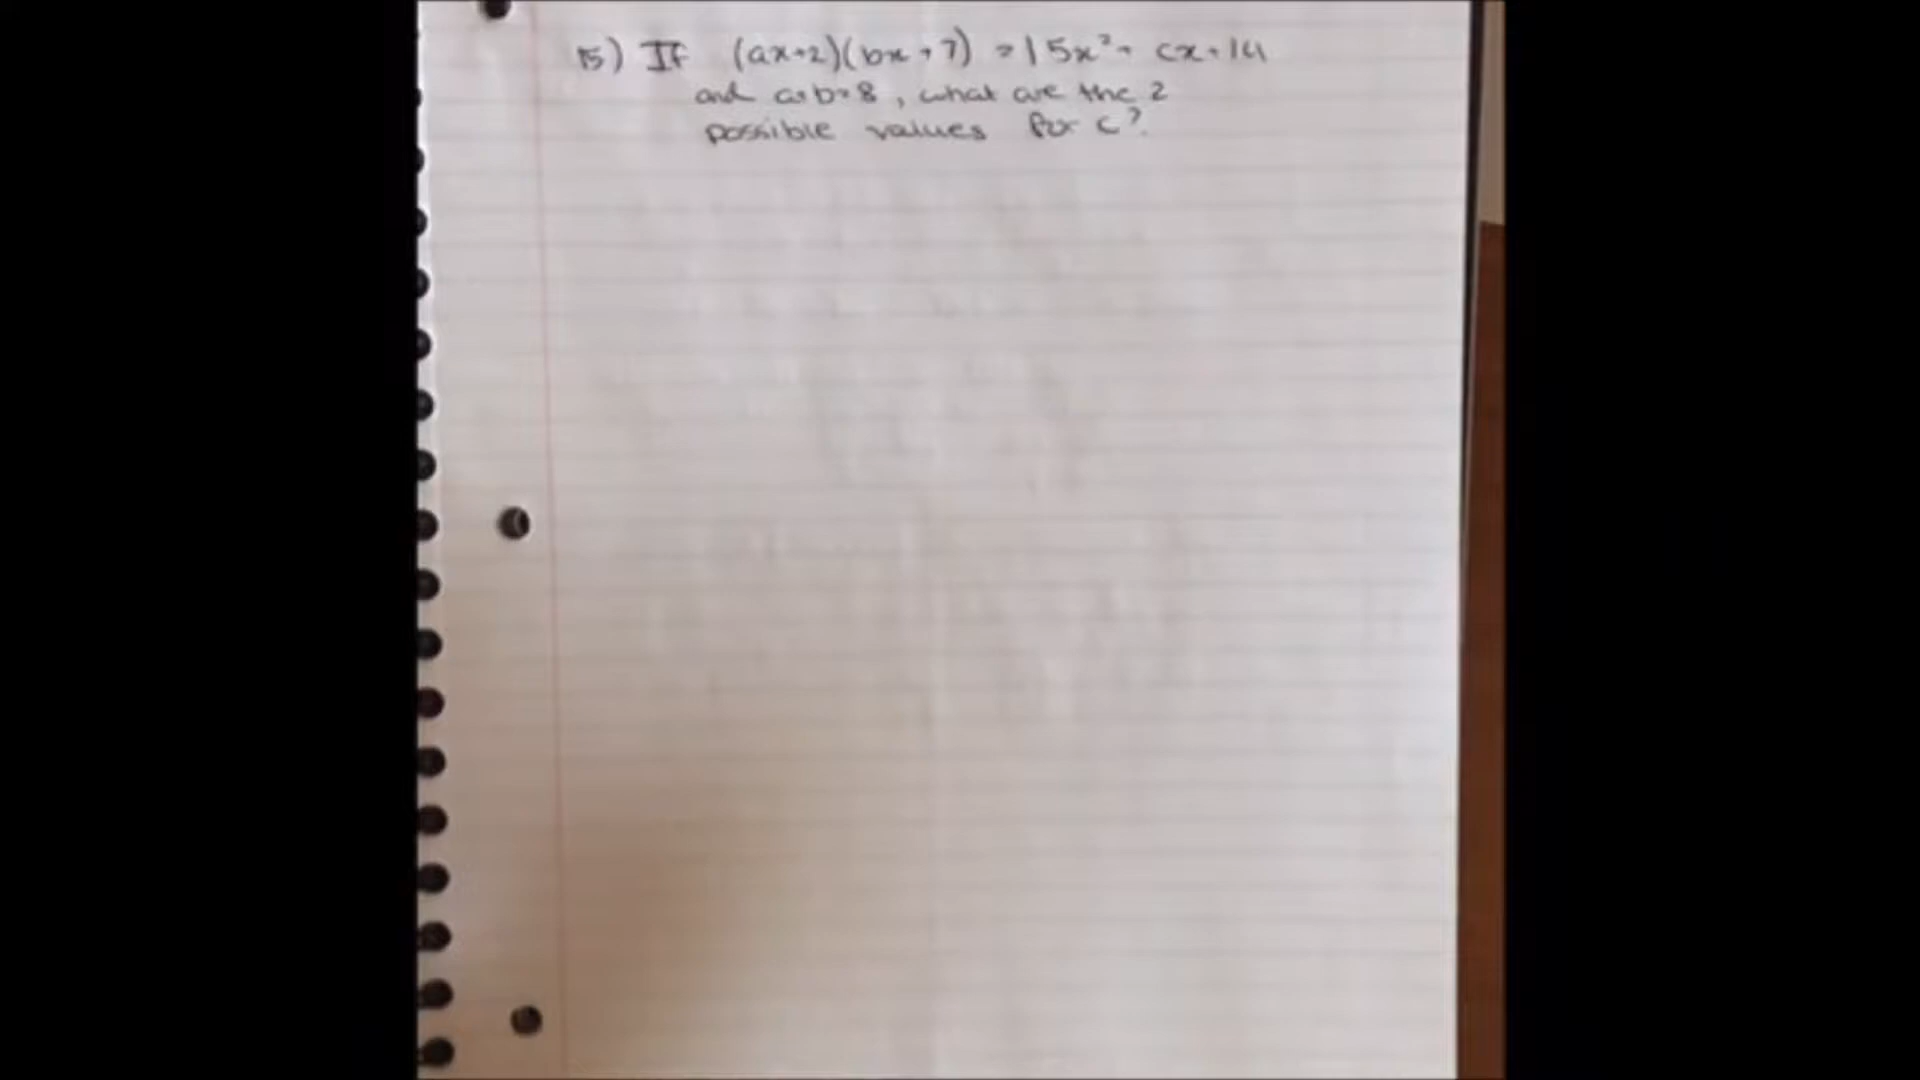 15) If (ax+2)(bx+7) = 15x² + cx + 14
and a+b=8, what are the 2
possible values for c?